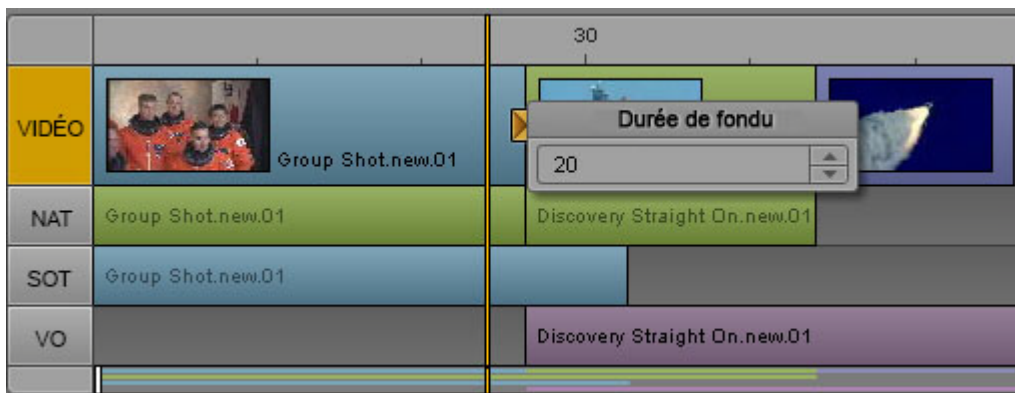 30
VIDÉO
Group Shot.new.01
Durée de fondu
20
NAT
Group Shot.new.01
Discovery Straight On.new.01
SOT
Group Shot.new.01
VO
Discovery Straight On.new.01